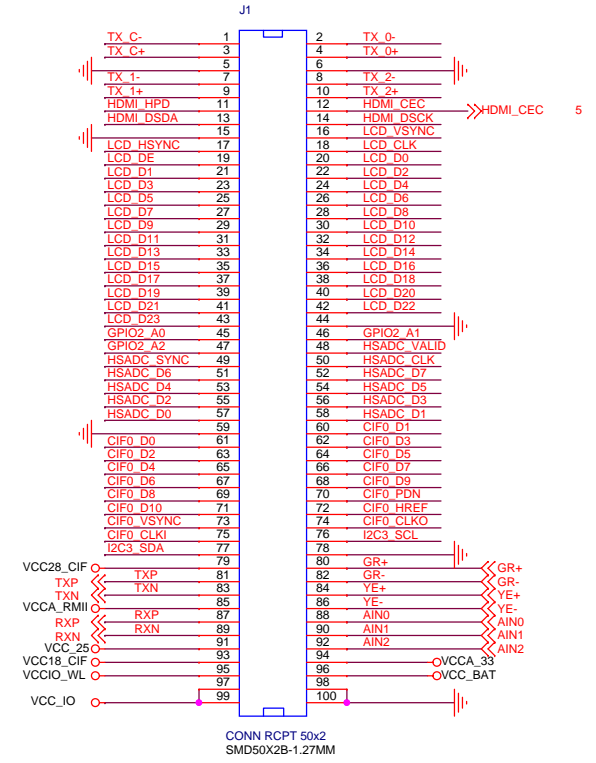 J1
TX_C- 1 2 TX_0-
TX_C+ 3 4 TX_0+
5 6
TX_1- 7 8 TX_2-
TX_1+ 9 10 TX_2+
HDMI_HPD 11 12 HDMI_CEC HDMI_CEC 5
HDMI_DSDA 13 14 HDMI_DSCK
15 16 LCD_VSYNC
LCD_HSYNC 17 18 LCD_CLK
LCD_DE 19 20 LCD_D0
LCD_D1 21 22 LCD_D2
LCD_D3 23 24 LCD_D4
LCD_D5 25 26 LCD_D6
LCD_D7 27 28 LCD_D8
LCD_D9 29 30 LCD_D10
LCD_D11 31 32 LCD_D12
LCD_D13 33 34 LCD_D14
LCD_D15 35 36 LCD_D16
LCD_D17 37 38 LCD_D18
LCD_D19 39 40 LCD_D20
LCD_D21 41 42 LCD_D22
LCD_D23 43 44
GPIO2_A0 45 46 GPIO2_A1
GPIO2_A2 47 48 HSADC_VALID
HSADC_SYNC 49 50 HSADC_CLK
HSADC_D6 51 52 HSADC_D7
HSADC_D4 53 54 HSADC_D5
HSADC_D2 55 56 HSADC_D3
HSADC_D0 57 58 HSADC_D1
59 60 CIF0_D1
CIF0_D0 61 62 CIF0_D3
CIF0_D2 63 64 CIF0_D5
CIF0_D4 65 66 CIF0_D7
CIF0_D6 67 68 CIF0_D9
CIF0_D8 69 70 CIF0_PDN
CIF0_D10 71 72 CIF0_HREF
CIF0_VSYNC 73 74 CIF0_CLKO
CIF0_CLKI 75 76 I2C3_SCL
I2C3_SDA 77 78
VCC28_CIF 79 80 GR+ GR+
TXP TXP 81 82 GR- GR-
TXN TXN 83 84 YE+ YE+
VCCA_RMII 85 86 YE- YE-
RXP RXP 87 88 AIN0 AIN0
RXN RXN 89 90 AIN1 AIN1
VCC_25 91 92 AIN2 AIN2
VCC18_CIF 93 94 VCCA_33
VCCIO_WL 95 96 VCC_BAT
97 98
VCC_IO 99 100
CONN RCPT 50x2
SMD50X2B-1.27MM